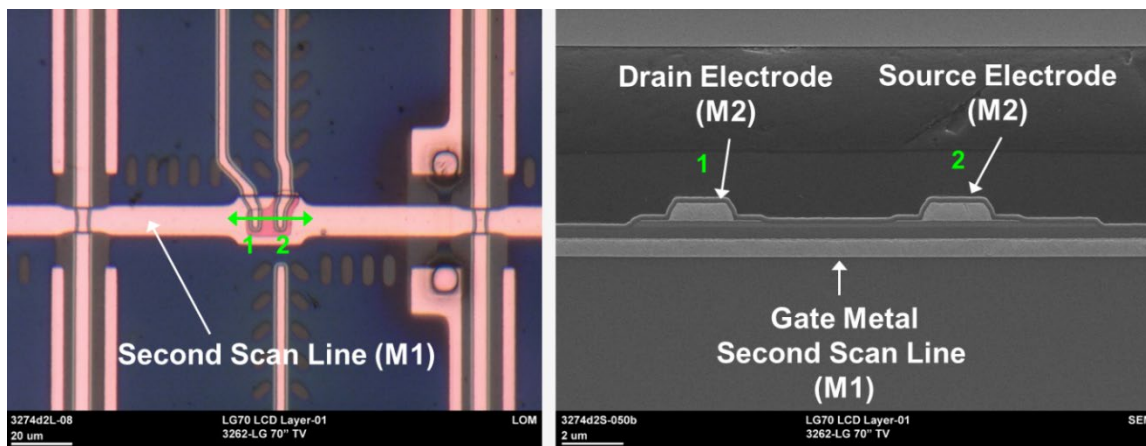 1 2
Second Scan Line (M1)
3274d2L-08 LG70 LCD Layer-01 LOM
20 um 3262-LG 70" TV
Drain Electrode
(M2)
Source Electrode
(M2)
1 2
Gate Metal
Second Scan Line
(M1)
3274d2S-050b LG70 LCD Layer-01
2 um 3262-LG 70" TV